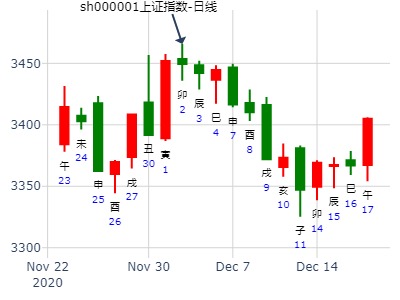 sh000001上证指数-日线
3450
3400
3350
3300
午
23
未
24
申
25
酉
26
戌
27
丑
30
寅
1
卯
2
辰
3
巳
4
申
7
酉
8
戌
9
亥
10
子
11
卯
14
辰
15
巳
16
午
17
Nov 22
2020
Nov 30
Dec 7
Dec 14